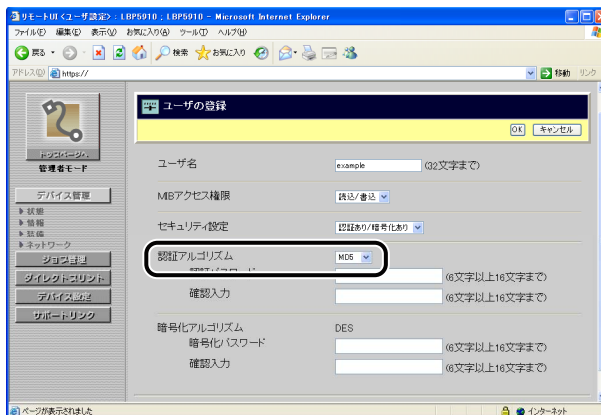 リモートUI <ユーザ設定> : LBP5910 ; LBP5910 - Microsoft Internet Explorer
ファイル(F) 編集(E) 表示(V) お気に入り(A) ツール(T) ヘルプ(H)
戻る 検索 お気に入り
アドレス(D) https:// 移動 リンク
ユーザの登録
OK キャンセル
トップページへ
管理者モード
デバイス管理
状態
情報
装備
ネットワーク
ジョブ管理
ダイレクトプリント
デバイス設定
サポートリンク
ユーザ名 example (32文字まで)
MIBアクセス権限 読込/書込
セキュリティ設定 認証あり/暗号化あり
認証アルゴリズム MD5
認証パスワード (6文字以上16文字まで)
確認入力 (6文字以上16文字まで)
暗号化アルゴリズム DES
暗号化パスワード (6文字以上16文字まで)
確認入力 (6文字以上16文字まで)
ページが表示されました インターネット